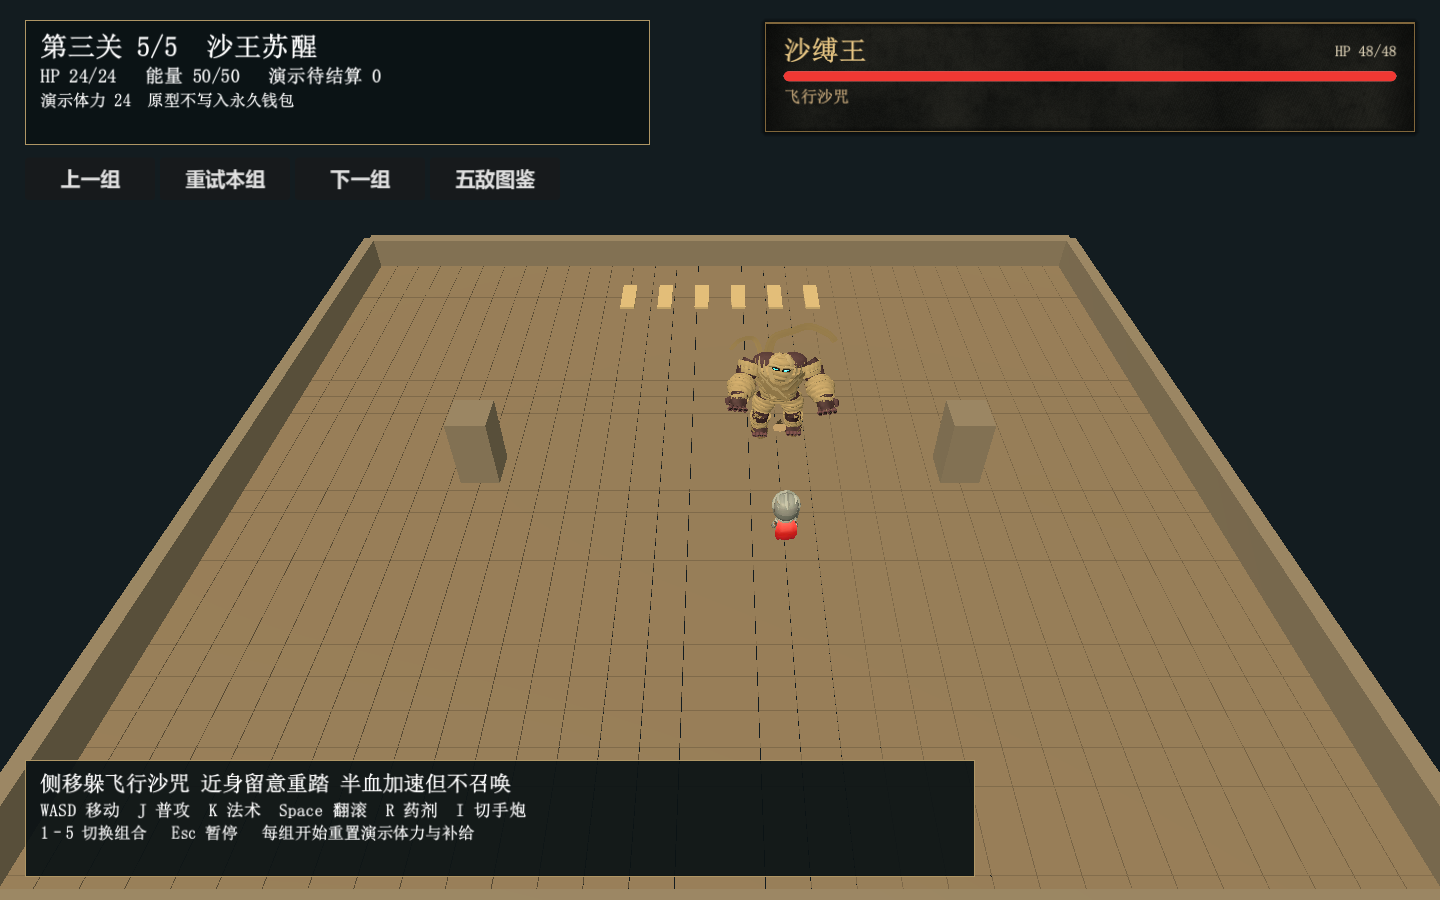 第三关 5/5 沙王苏醒
HP 24/24 能量 50/50 演示待结算 0
演示体力 24 原型不写入永久钱包
沙缚王
HP 48/48
飞行沙咒
上一组 重试本组 下一组 五敌图鉴
侧移躲飞行沙咒 近身留意重踏 半血加速但不召唤
WASD 移动 J 普攻 K 法术 Space 翻滚 R 药剂 I 切手炮
1-5 切换组合 Esc 暂停 每组开始重置演示体力与补给